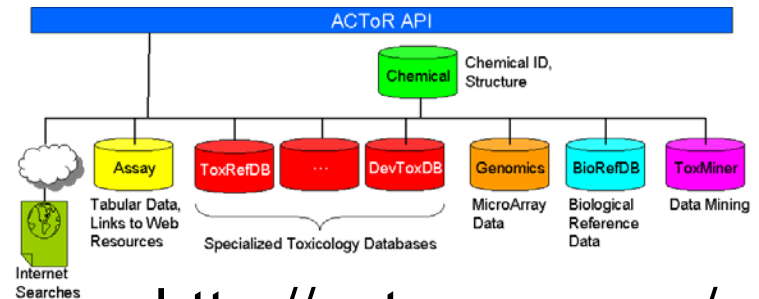 ACToR API
Chemical
Chemical ID,
Structure
Assay
ToxRefDB
...
DevToxDB
Genomics
BioRefDB
ToxMiner
Tabular Data,
Links to Web
Resources
Specialized Toxicology Databases
MicroArray
Data
Biological
Reference
Data
Data Mining
Internet
Searches